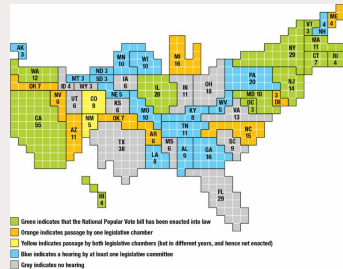 AK
3
WA
12
OR 7
CA
55
NV
6
ID 4
MT 3
WY 3
UT
6
AZ
11
ND 3
SD 3
NE 5
CO
9
NM
5
KS
6
OK 7
TX
38
MN
10
IA
6
WI
10
IL
20
MO
AR
6
LA
8
MS
6
MI
16
IN
11
OH
18
KY
8
TN
11
AL
9
GA
16
FL
29
SC
9
NC
15
VA
13
WV
5
PA
20
MD 10
DC
3
DE
3
NJ
14
NY
29
CT
7
RI
4
MA
11
VT
3
NH
4
ME
4
HI
4
Green indicates that the National Popular Vote bill has been enacted into law
Orange indicates passage by one legislative chamber
Yellow indicates passage by both legislative chambers (but in different years, and hence not enacted)
Blue indicates a hearing by at least one legislative committee
Gray indicates no hearing